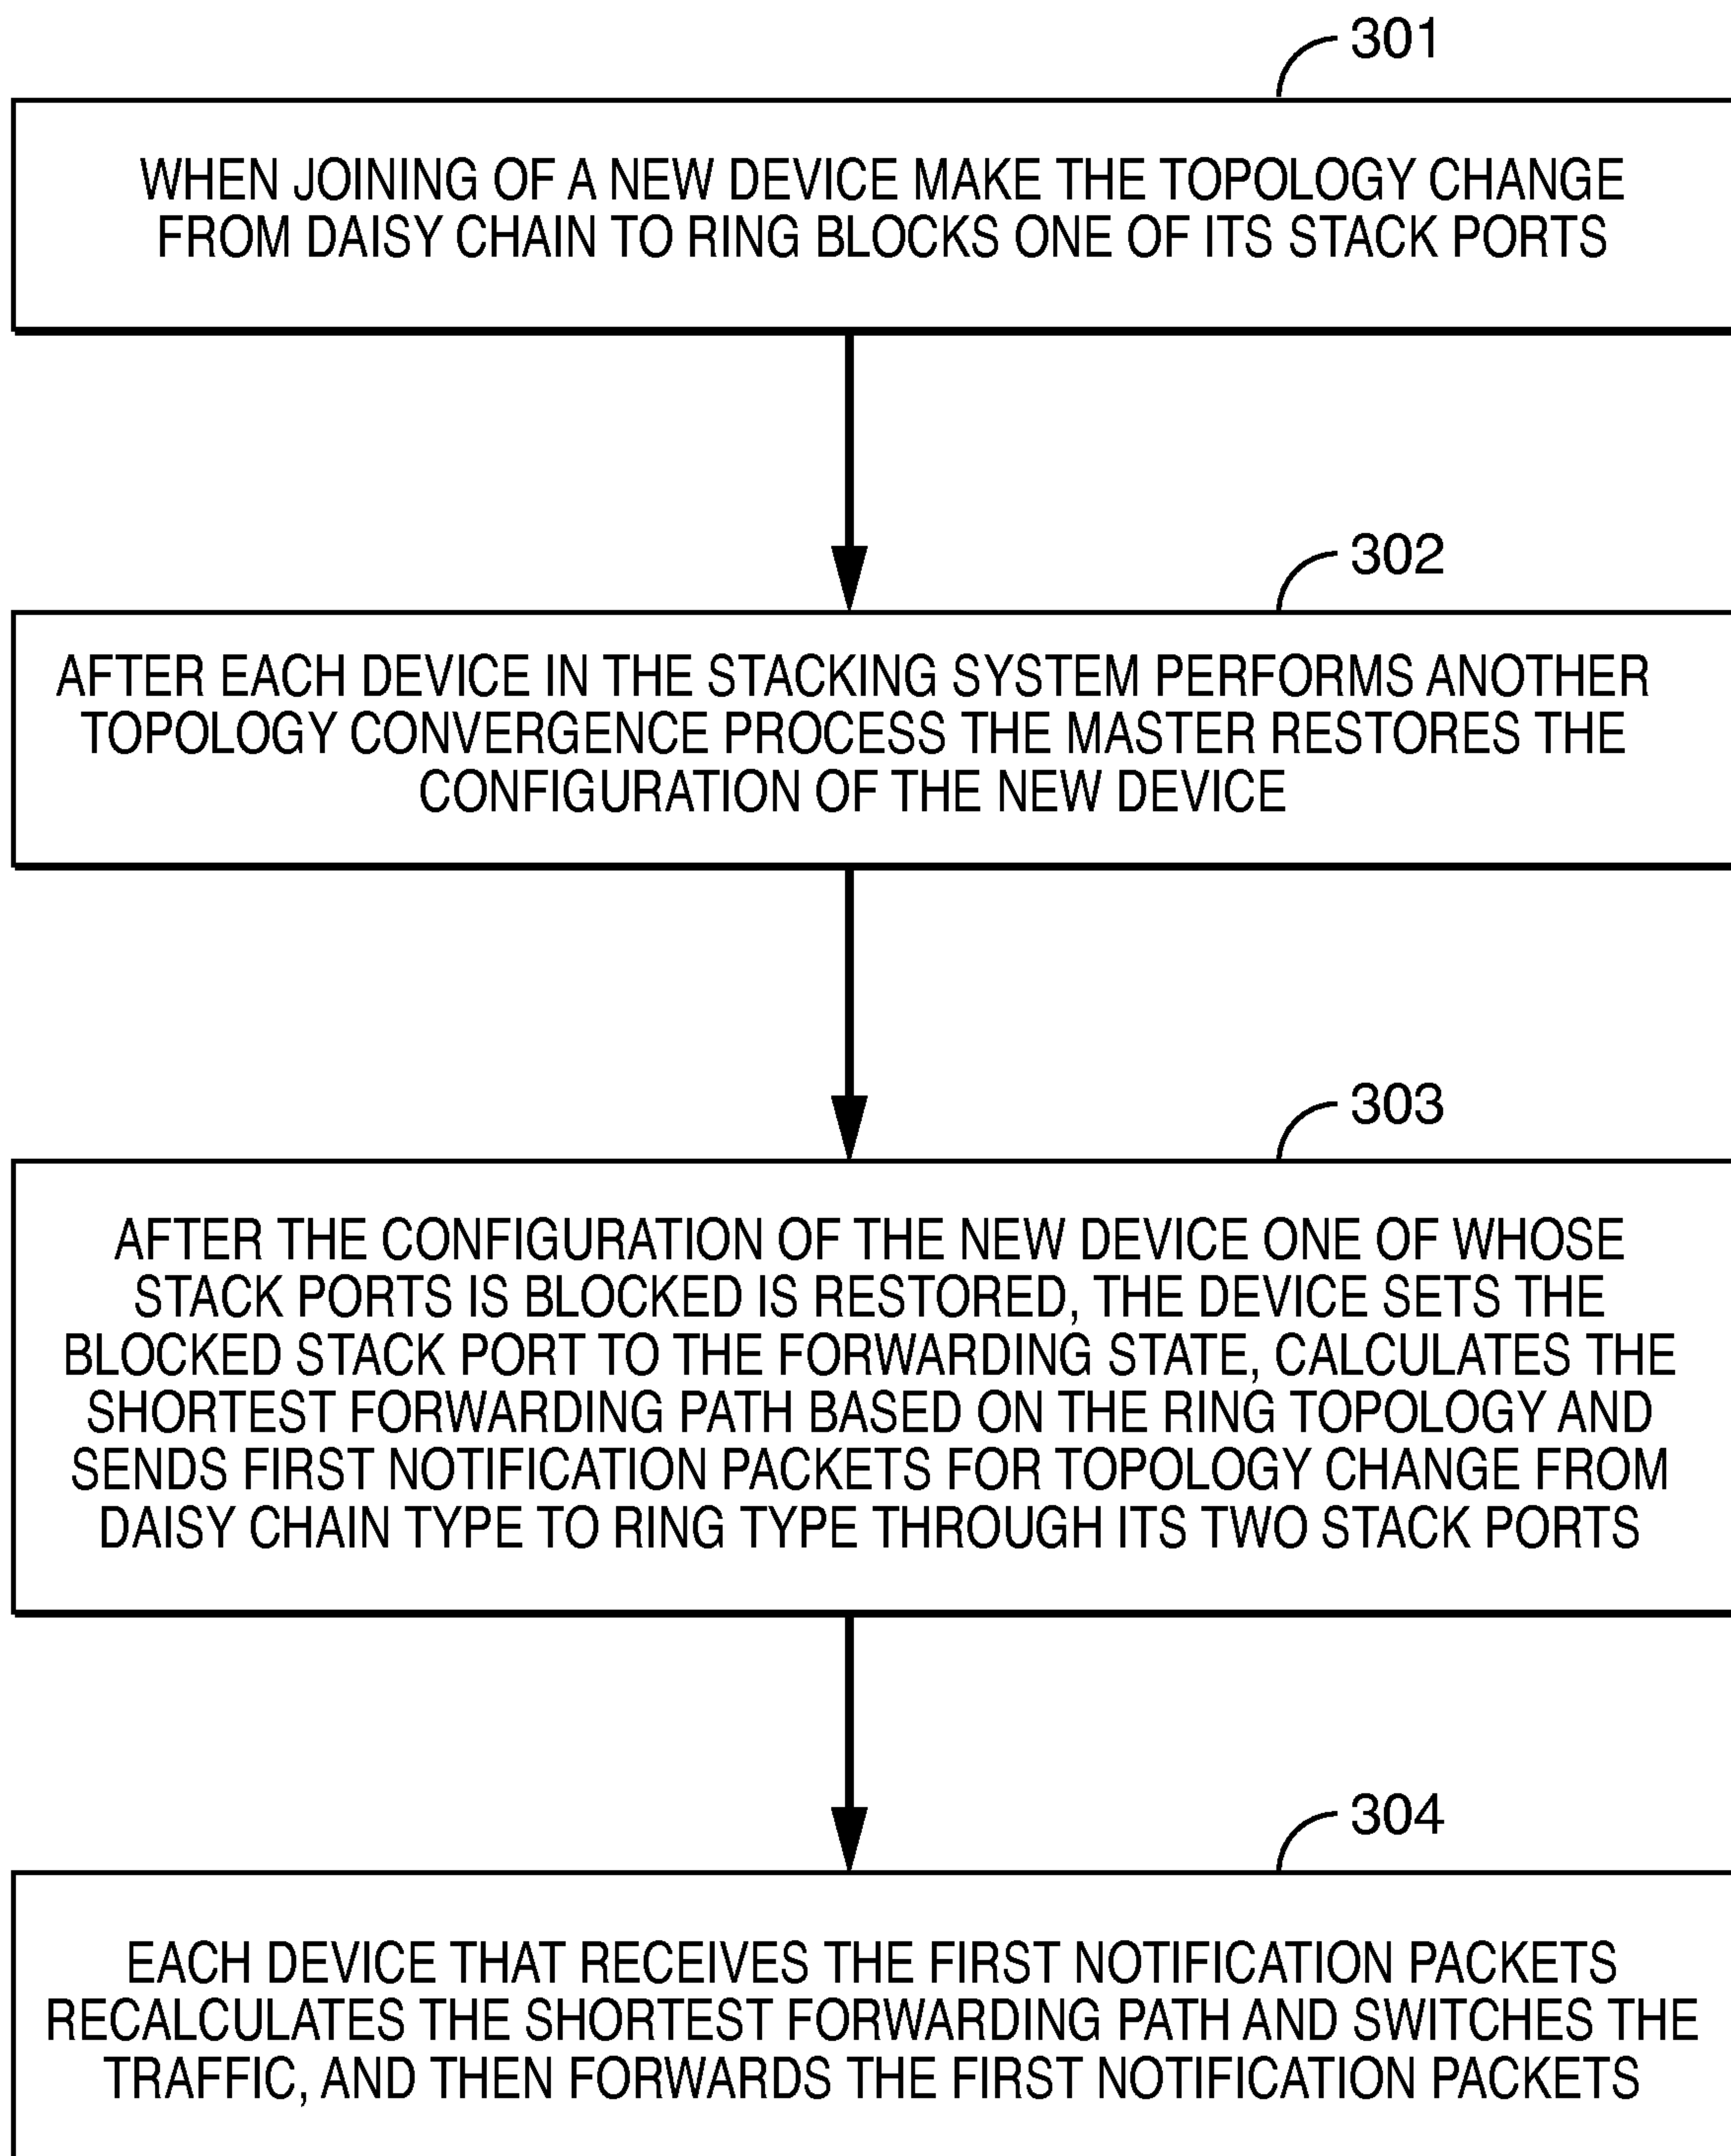 301
WHEN JOINING OF A NEW DEVICE MAKE THE TOPOLOGY CHANGE
FROM DAISY CHAIN TO RING BLOCKS ONE OF ITS STACK PORTS
302
AFTER EACH DEVICE IN THE STACKING SYSTEM PERFORMS ANOTHER
TOPOLOGY CONVERGENCE PROCESS THE MASTER RESTORES THE
CONFIGURATION OF THE NEW DEVICE
303
AFTER THE CONFIGURATION OF THE NEW DEVICE ONE OF WHOSE
STACK PORTS IS BLOCKED IS RESTORED, THE DEVICE SETS THE
BLOCKED STACK PORT TO THE FORWARDING STATE, CALCULATES THE
SHORTEST FORWARDING PATH BASED ON THE RING TOPOLOGY AND
SENDS FIRST NOTIFICATION PACKETS FOR TOPOLOGY CHANGE FROM
DAISY CHAIN TYPE TO RING TYPE THROUGH ITS TWO STACK PORTS
304
EACH DEVICE THAT RECEIVES THE FIRST NOTIFICATION PACKETS
RECALCULATES THE SHORTEST FORWARDING PATH AND SWITCHES THE
TRAFFIC, AND THEN FORWARDS THE FIRST NOTIFICATION PACKETS